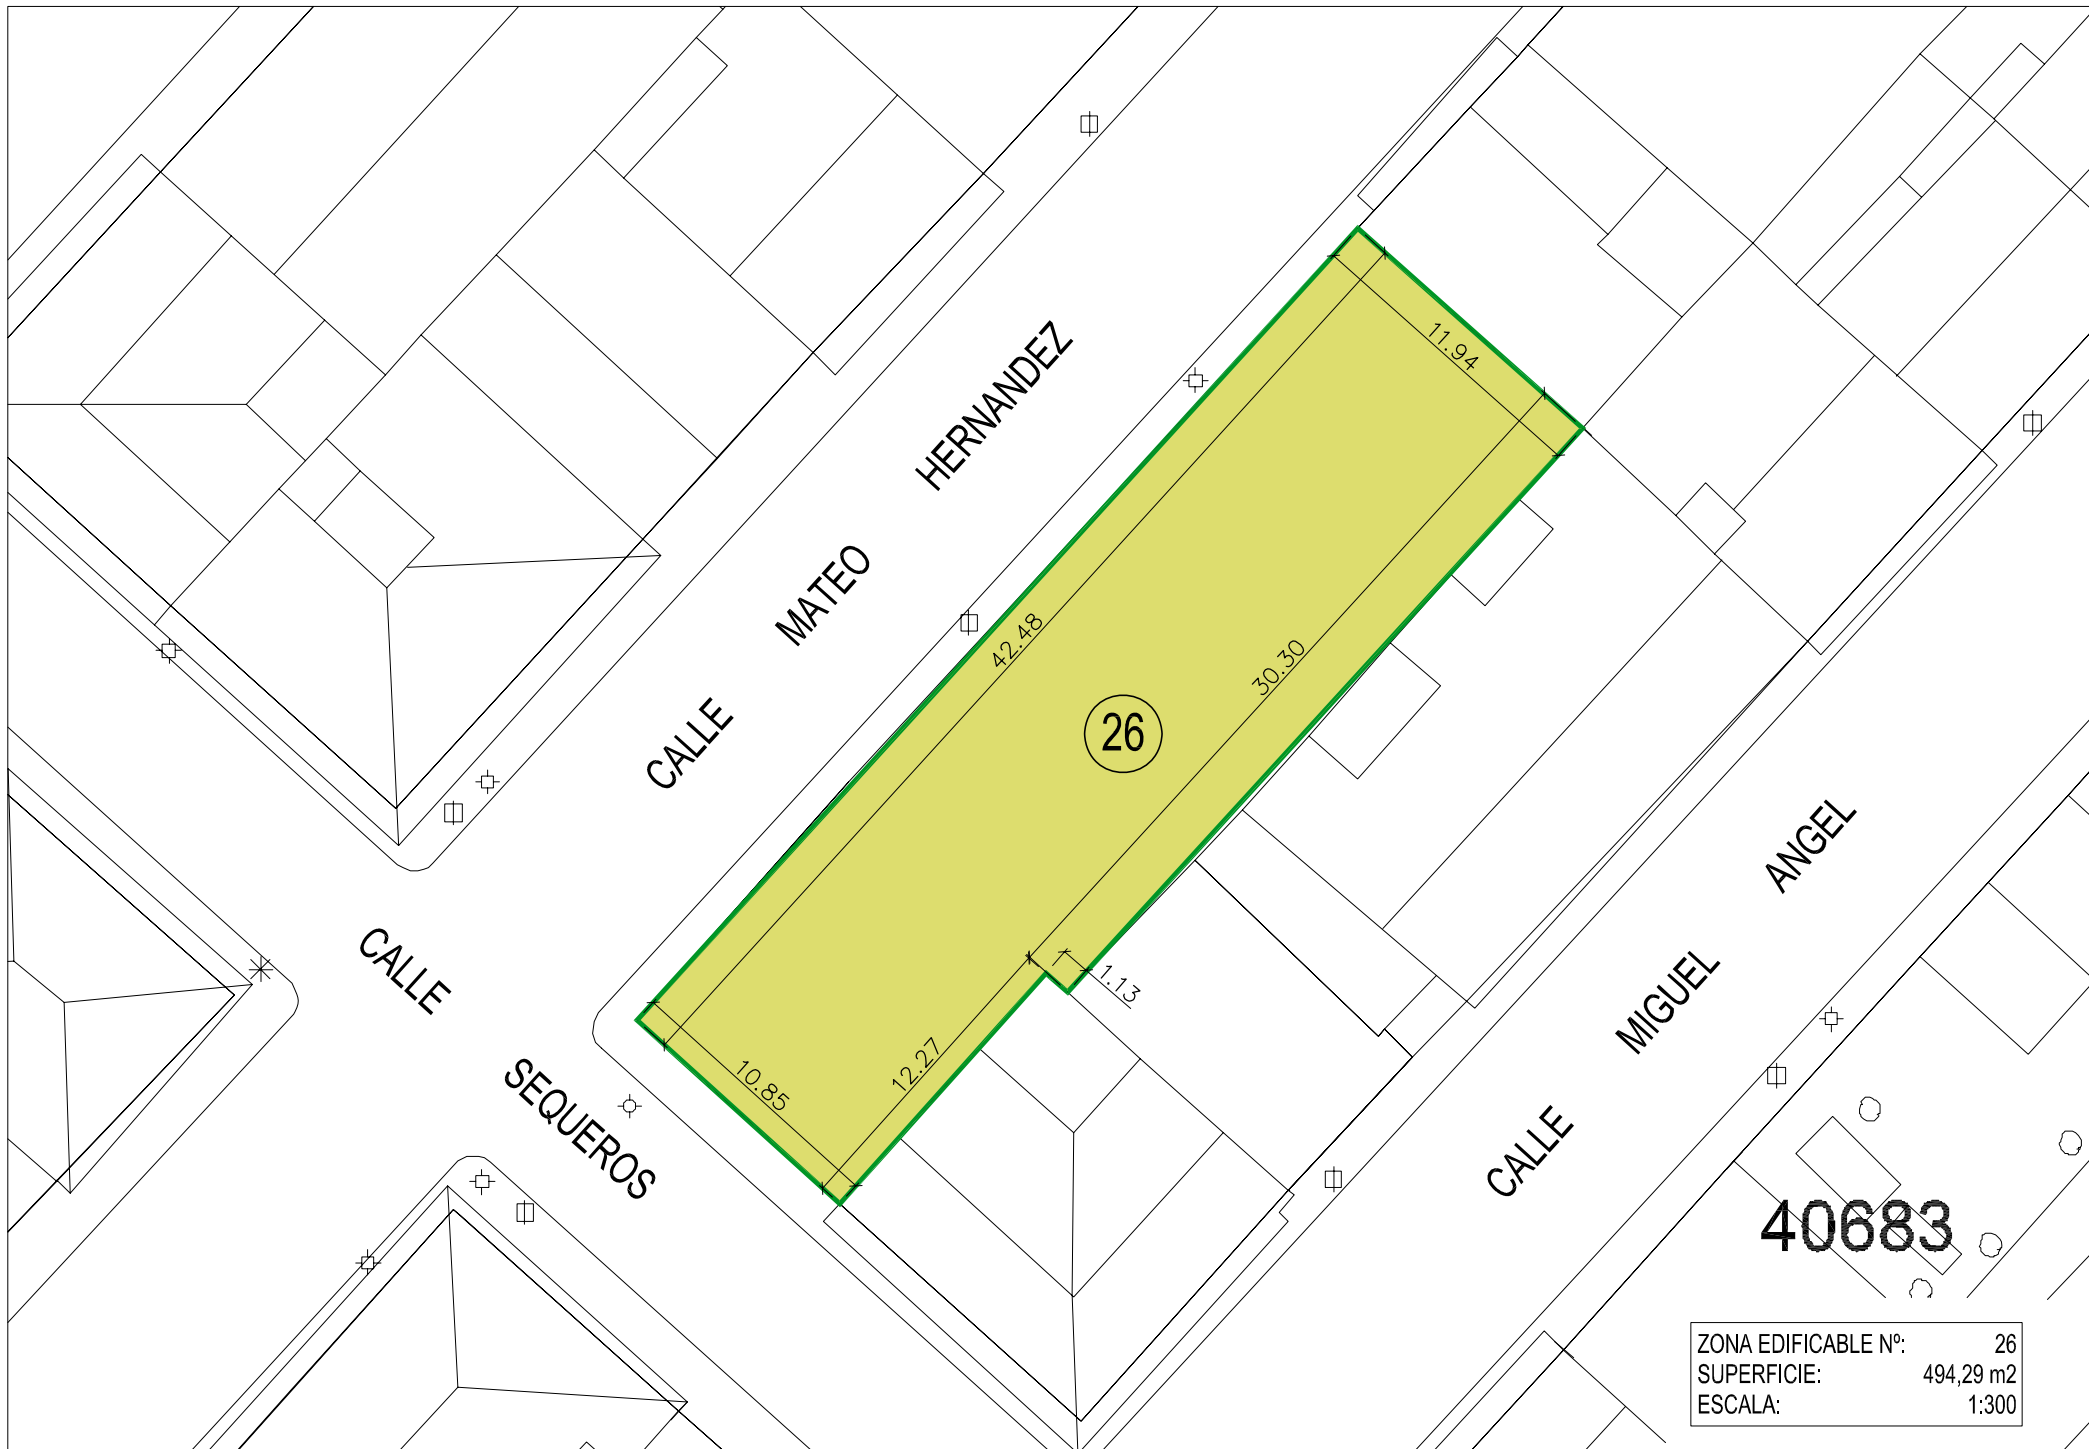 CALLE MATEO HERNANDEZ
11.94
42.48
30.30
26
1.13
12.27
10.85
CALLE SEQUEROS
CALLE MIGUEL ANGEL
40683
ZONA EDIFICABLE Nº: 26
SUPERFICIE: 494,29 m2
ESCALA: 1:300